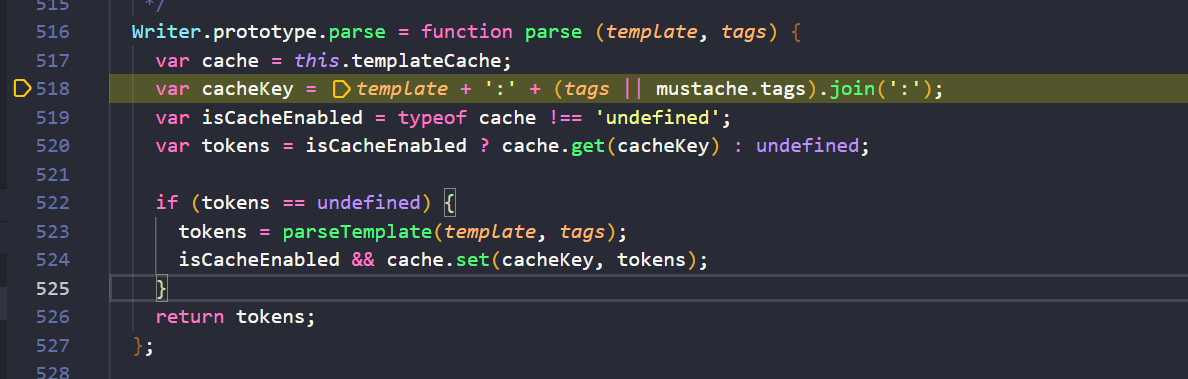 515 */
516 Writer.prototype.parse = function parse (template, tags) {
517 var cache = this.templateCache;
518 var cacheKey = template + ':' + (tags || mustache.tags).join(':');
519 var isCacheEnabled = typeof cache !== 'undefined';
520 var tokens = isCacheEnabled ? cache.get(cacheKey) : undefined;
521
522 if (tokens == undefined) {
523 tokens = parseTemplate(template, tags);
524 isCacheEnabled && cache.set(cacheKey, tokens);
525 }
526 return tokens;
527 };
528